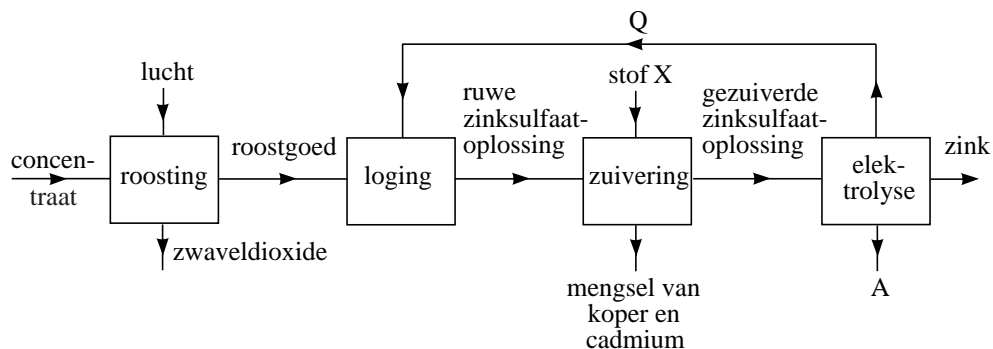 Q
lucht
stof X
ruwe
zinksulfaat-
oplossing
gezuiverde
zinksulfaat-
oplossing
concen-
traat
roosting
roostgoed
loging
zuivering
elek-
trolyse
zink
zwaveldioxide
mengsel van
koper en
cadmium
A